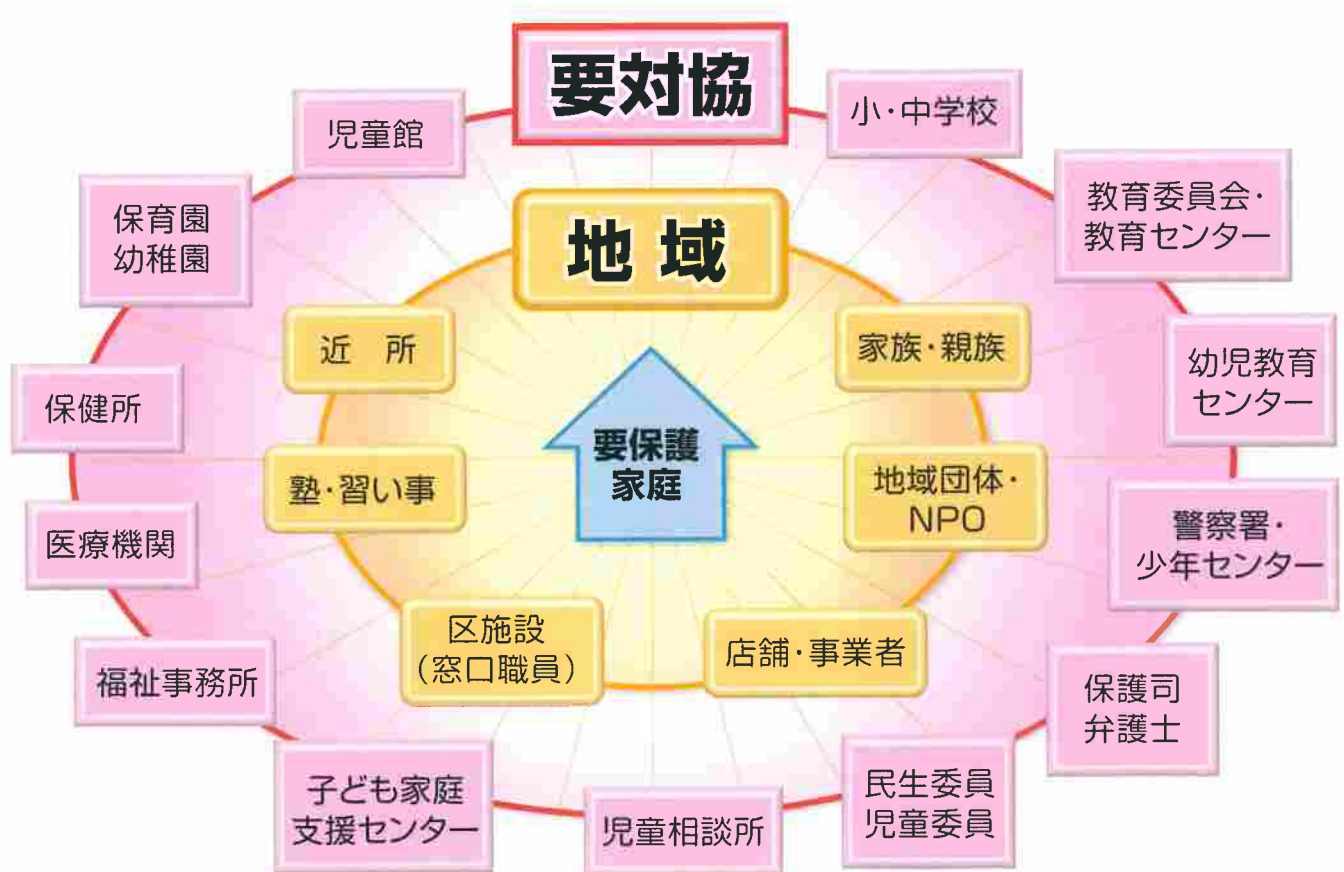 要対協
児童館
小・中学校
保育園
幼稚園
教育委員会・
教育センター
地 域
近 所
家族・親族
幼児教育
センター
保健所
要保護
家庭
塾・習い事
地域団体・
NPO
医療機関
警察署・
少年センター
区施設
(窓口職員)
店舗・事業者
福祉事務所
保護司
弁護士
子ども家庭
支援センター
児童相談所
民生委員
児童委員